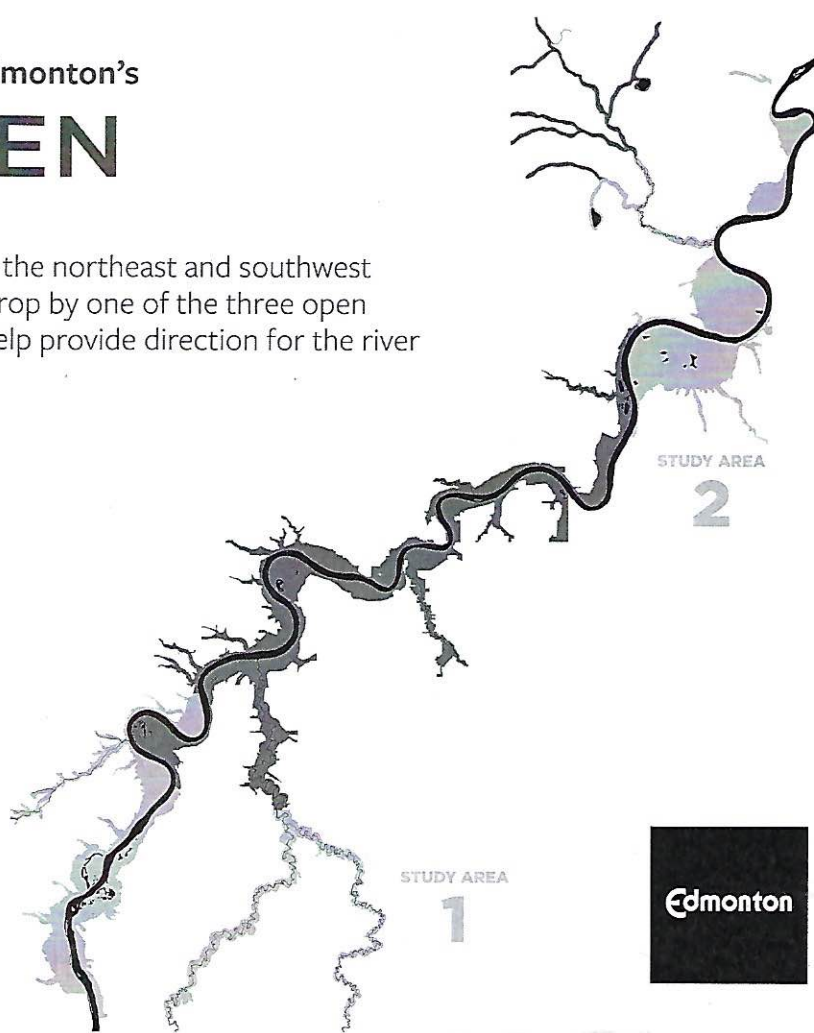 monton's
EN
the northeast and southwest
rop by one of the three open
elp provide direction for the river
STUDY AREA
2
STUDY AREA
1
Edmonton